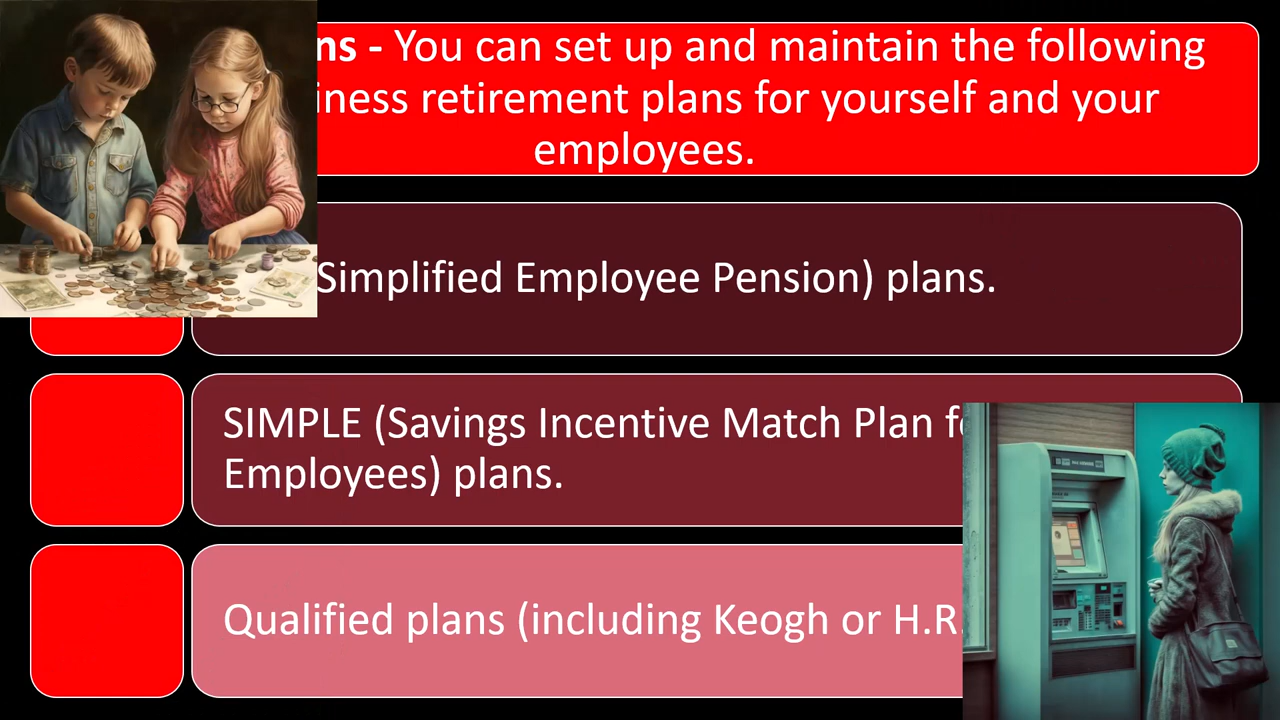 ns - You can set up and maintain the following
iness retirement plans for yourself and your
employees.
Simplified Employee Pension) plans.
SIMPLE (Savings Incentive Match Plan f
Employees) plans.
Qualified plans (including Keogh or H.R.